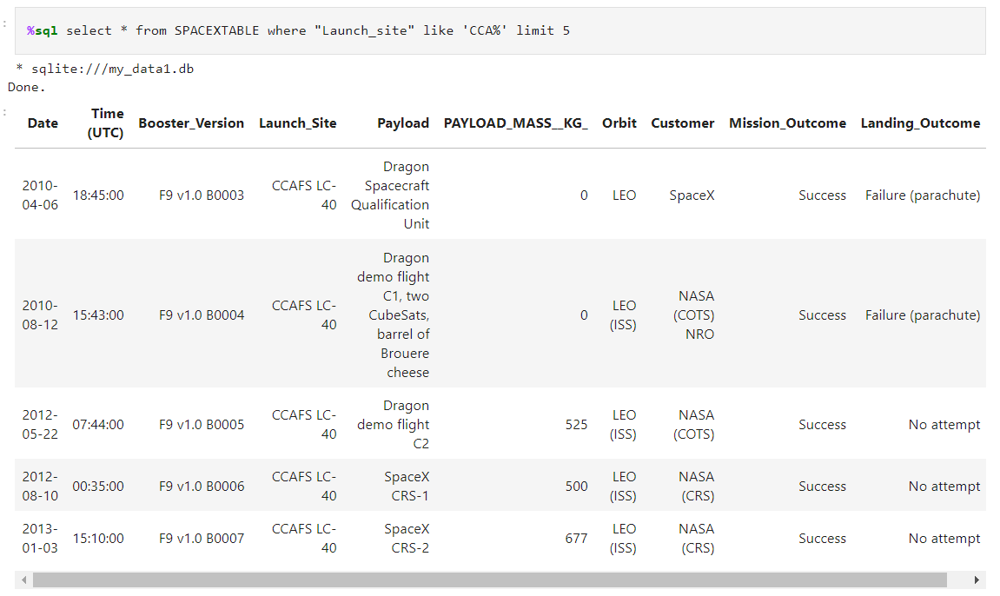 %sql select * from SPACEXTABLE where "Launch_site" like 'CCA%' limit 5
* sqlite:///my_data1.db
Done.
Date Time (UTC) Booster_Version Launch_Site Payload PAYLOAD_MASS__KG_ Orbit Customer Mission_Outcome Landing_Outcome
2010-04-06 18:45:00 F9 v1.0 B0003 CCAFS LC-40 Dragon Spacecraft Qualification Unit 0 LEO SpaceX Success Failure (parachute)
2010-08-12 15:43:00 F9 v1.0 B0004 CCAFS LC-40 Dragon demo flight C1, two CubeSats, barrel of Brouere cheese 0 LEO (ISS) NASA (COTS) NRO Success Failure (parachute)
2012-05-22 07:44:00 F9 v1.0 B0005 CCAFS LC-40 Dragon demo flight C2 525 LEO (ISS) NASA (COTS) Success No attempt
2012-08-10 00:35:00 F9 v1.0 B0006 CCAFS LC-40 SpaceX CRS-1 500 LEO (ISS) NASA (CRS) Success No attempt
2013-01-03 15:10:00 F9 v1.0 B0007 CCAFS LC-40 SpaceX CRS-2 677 LEO (ISS) NASA (CRS) Success No attempt